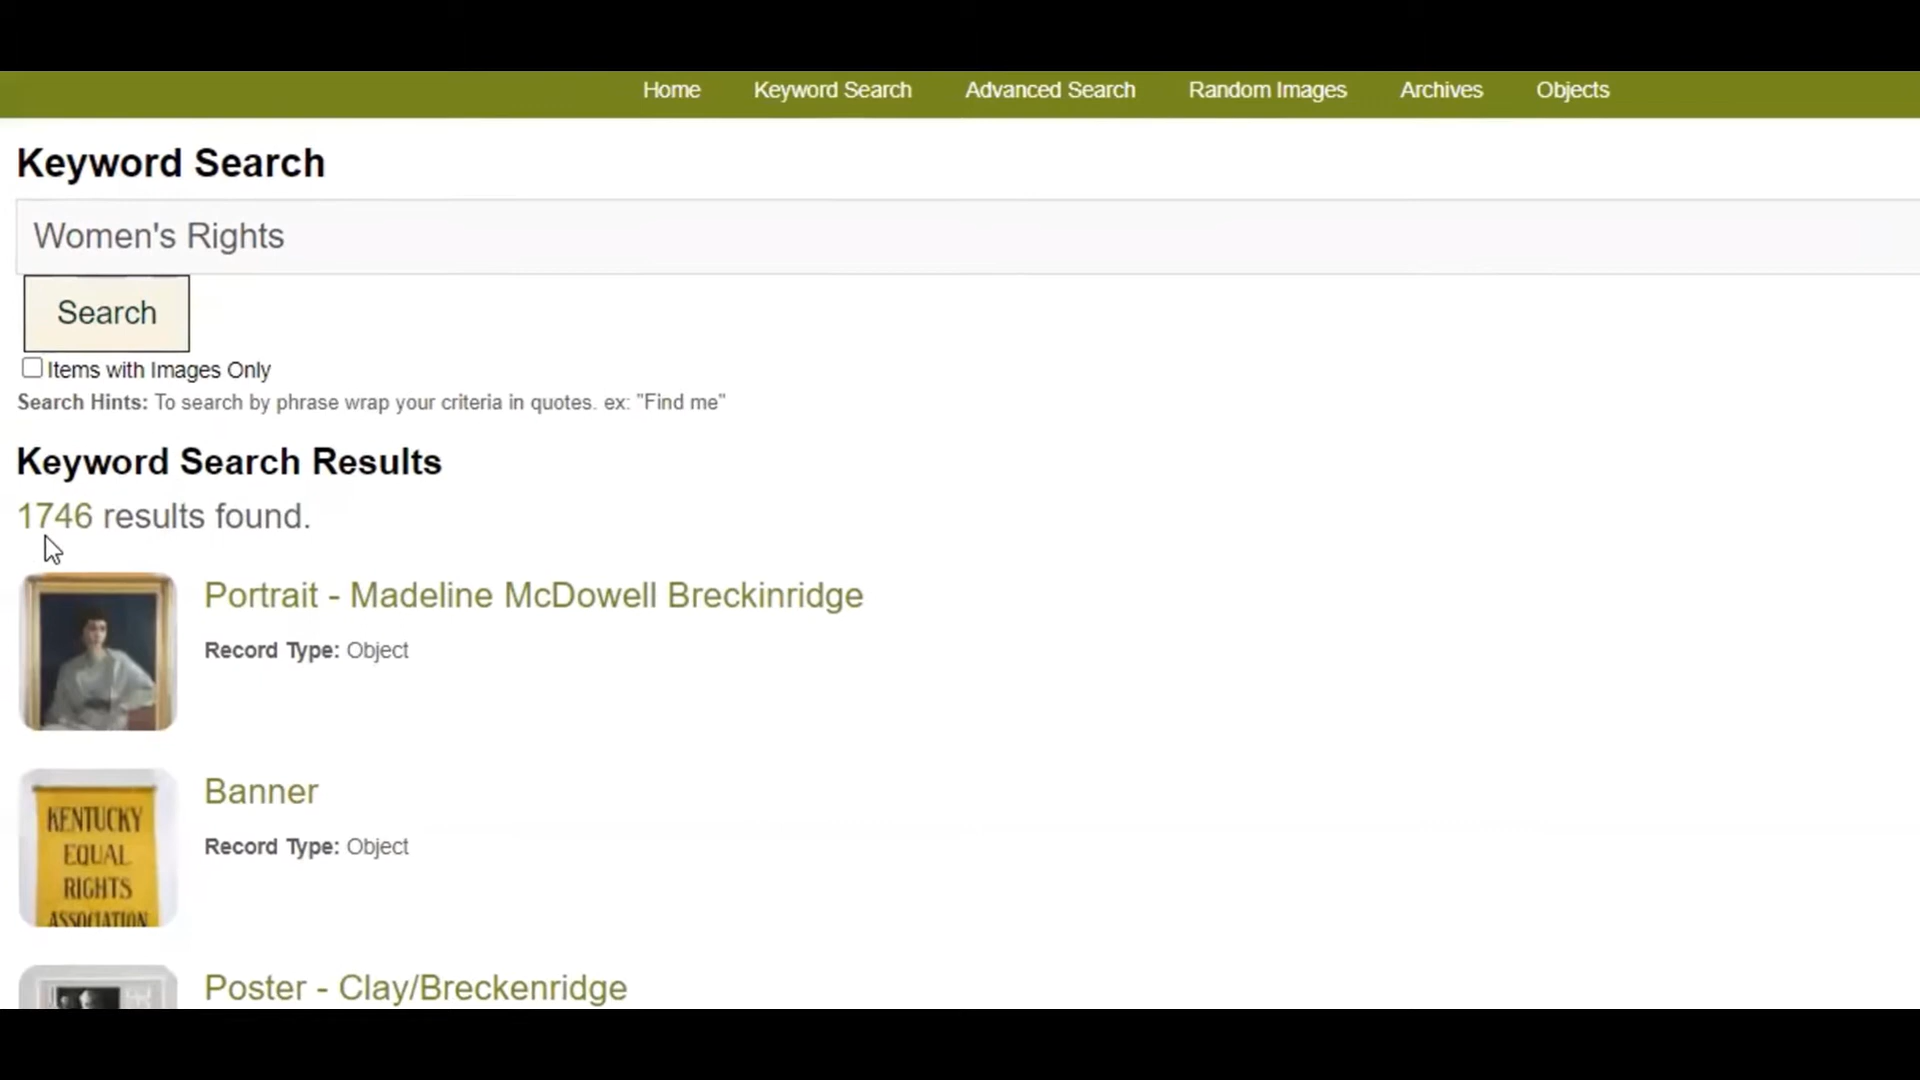 Home Keyword Search Advanced Search Random Images Archives Objects
Keyword Search
Women's Rights
Search
Items with Images Only
Search Hints: To search by phrase wrap your criteria in quotes. ex: "Find me"
Keyword Search Results
1746 results found.
Portrait - Madeline McDowell Breckinridge
Record Type: Object
Banner
Record Type: Object
KENTUCKY
EQUAL
RIGHTS
ASSOCIATION
Poster - Clay/Breckenridge